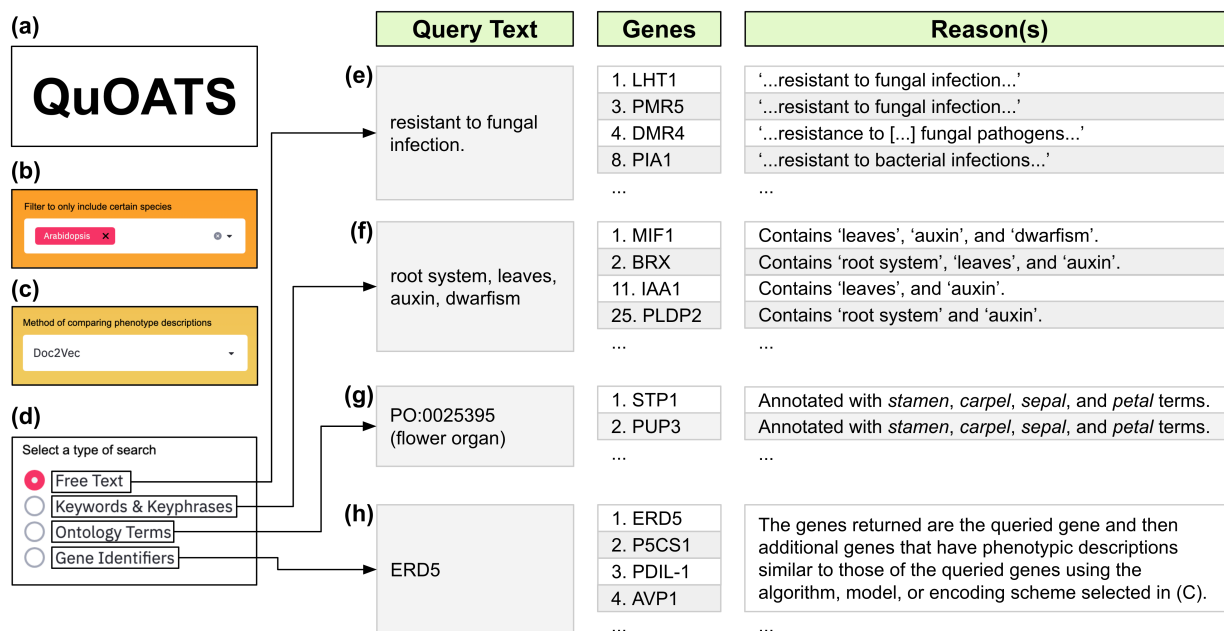 (a)
QuOATS
(b)
Filter to only include certain species
Arabidopsis ×
(c)
Method of comparing phenotype descriptions
Doc2Vec
(d)
Select a type of search
Free Text
Keywords & Keyphrases
Ontology Terms
Gene Identifiers
Query Text Genes Reason(s)
(e)
resistant to fungal
infection.
1. LHT1 ‘...resistant to fungal infection...’
3. PMR5 ‘...resistant to fungal infection...’
4. DMR4 ‘...resistance to [...] fungal pathogens...’
8. PIA1 ‘...resistant to bacterial infections...’
... ...
(f)
root system, leaves,
auxin, dwarfism
1. MIF1 Contains ‘leaves’, ‘auxin’, and ‘dwarfism’.
2. BRX Contains ‘root system’, ‘leaves’, and ‘auxin’.
11. IAA1 Contains ‘leaves’, and ‘auxin’.
25. PLDP2 Contains ‘root system’ and ‘auxin’.
... ...
(g)
PO:0025395
(flower organ)
1. STP1 Annotated with stamen, carpel, sepal, and petal terms.
2. PUP3 Annotated with stamen, carpel, sepal, and petal terms.
... ...
(h)
ERD5
1. ERD5
2. P5CS1
3. PDIL-1
4. AVP1
...
The genes returned are the queried gene and then
additional genes that have phenotypic descriptions
similar to those of the queried genes using the
algorithm, model, or encoding scheme selected in (C).
...